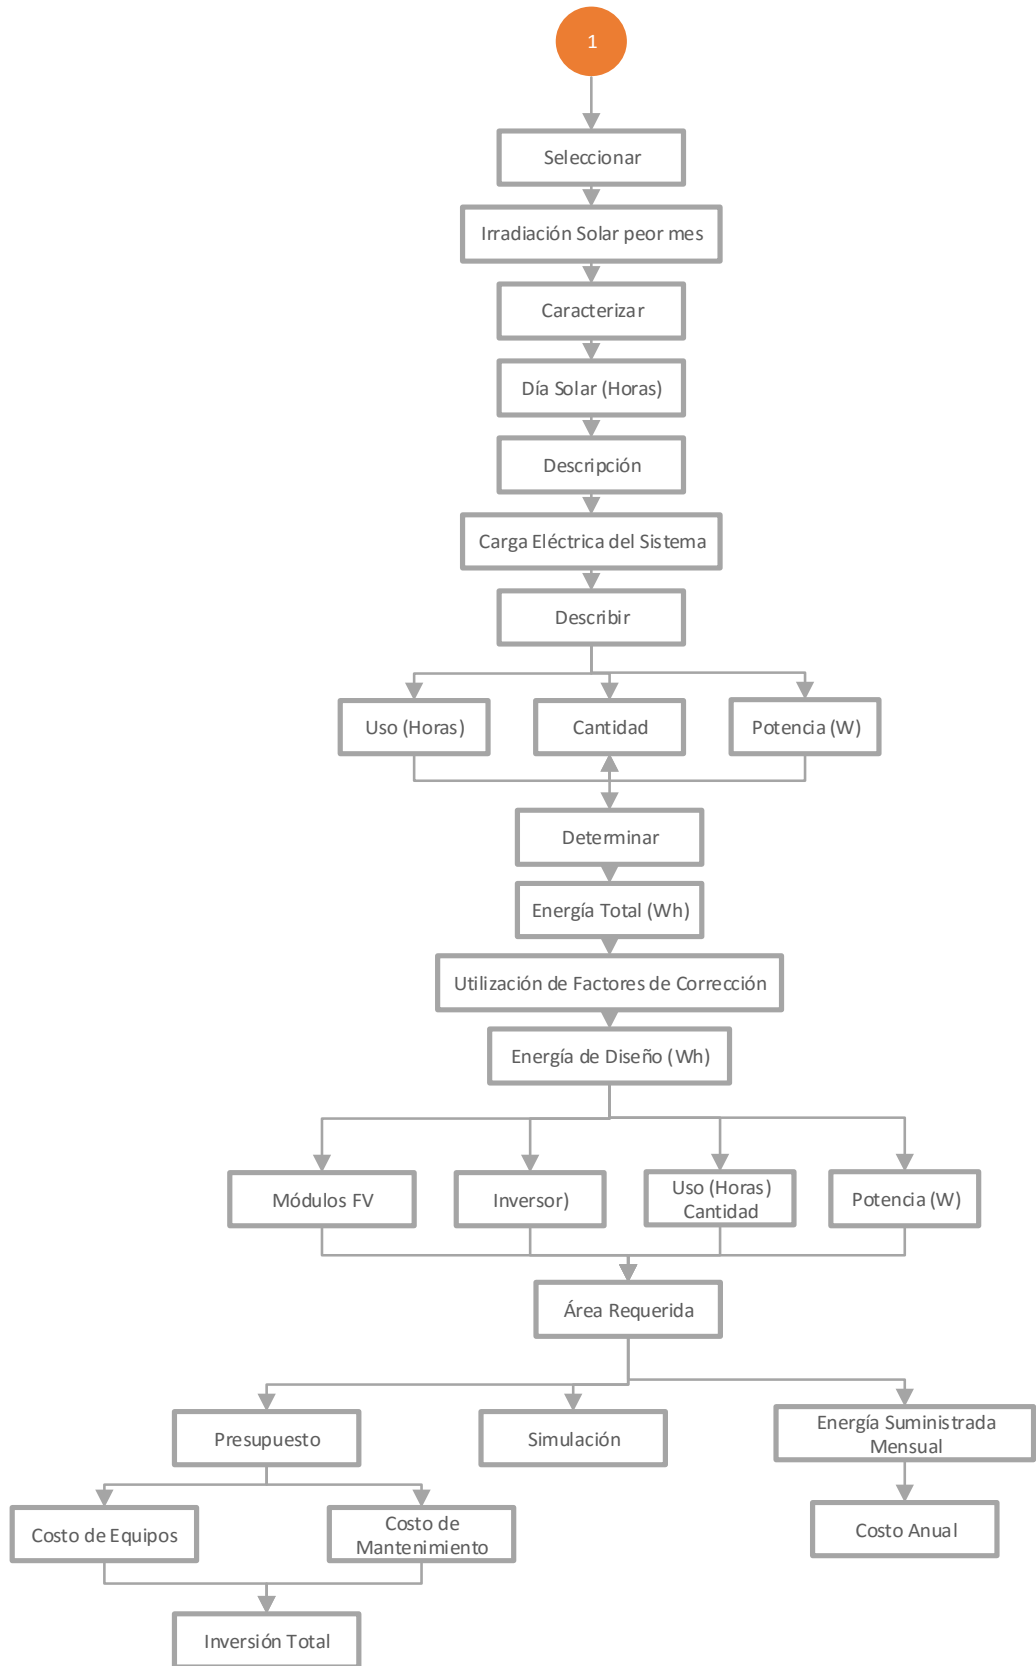 1
Seleccionar
Irradiación Solar peor mes
Caracterizar
Día Solar (Horas)
Descripción
Carga Eléctrica del Sistema
Describir
Uso (Horas)
Cantidad
Potencia (W)
Determinar
Energía Total (Wh)
Utilización de Factores de Corrección
Energía de Diseño (Wh)
Módulos FV
Inversor)
Uso (Horas)
Cantidad
Potencia (W)
Área Requerida
Presupuesto
Simulación
Energía Suministrada
Mensual
Costo de Equipos
Costo de
Mantenimiento
Costo Anual
Inversión Total